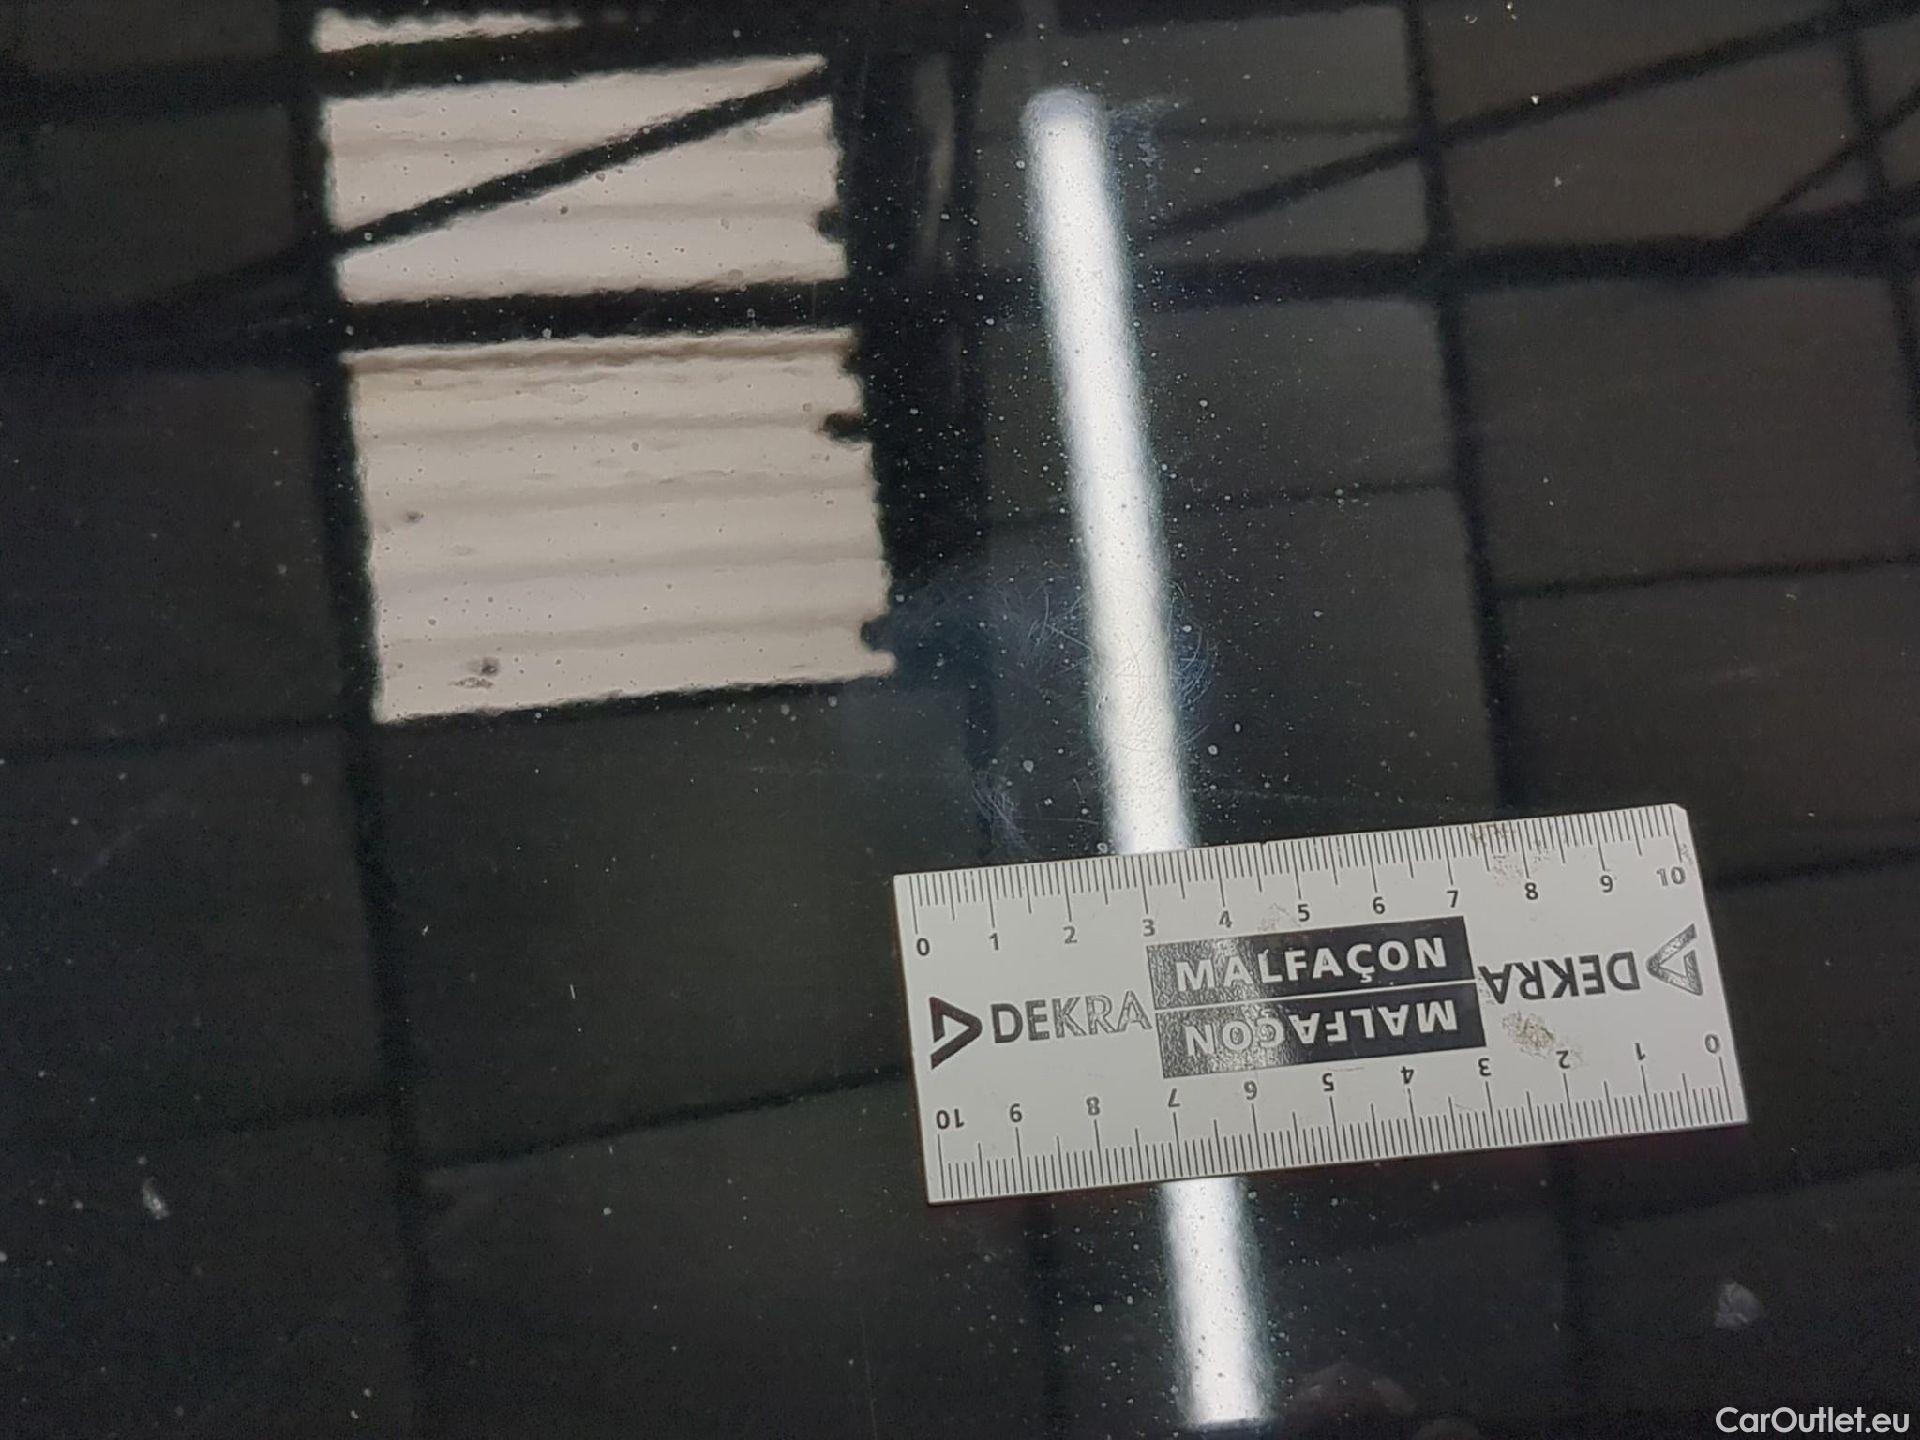 0 1 2 3 4 5 6 7 8 9 10
MALFAÇON
DEKRA
DEKRA
MALFAÇON
10 9 8 7 6 5 4 3 2 1 0
CarOutlet.eu